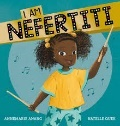 I AM
NEFERTITI
ANNEMARIE ANANG
NATELLE QUEK